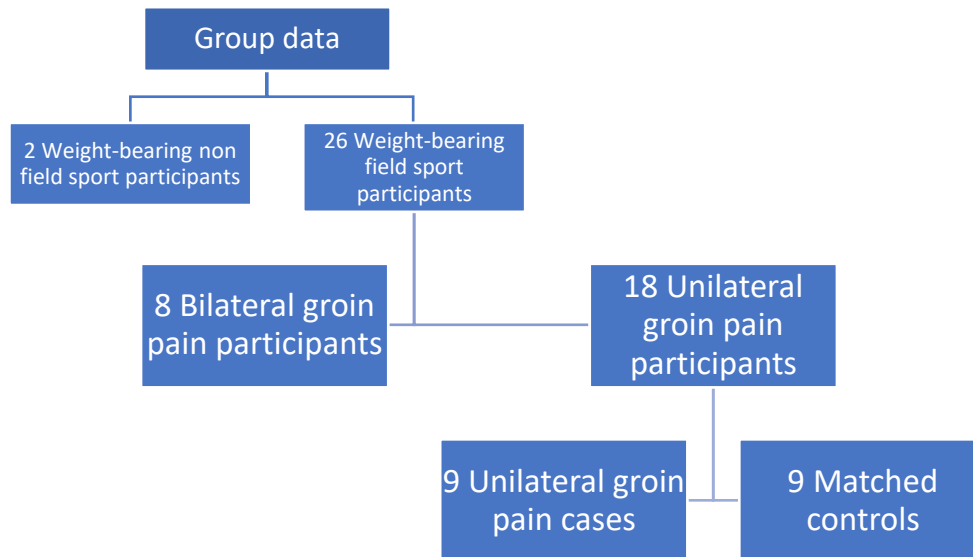 Group data
2 Weight-bearing non
field sport participants
26 Weight-bearing
field sport
participants
8 Bilateral groin
pain participants
18 Unilateral
groin pain
participants
9 Unilateral groin
pain cases
9 Matched
controls